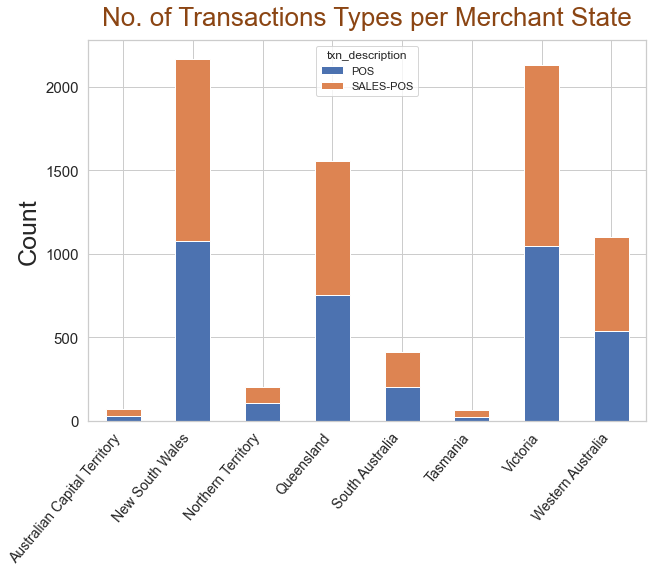 No. of Transactions Types per Merchant State
txn_description
POS
SALES-POS
Count
2000
1500
1000
500
0
Australian Capital Territory
New South Wales
Northern Territory
Queensland
South Australia
Tasmania
Victoria
Western Australia